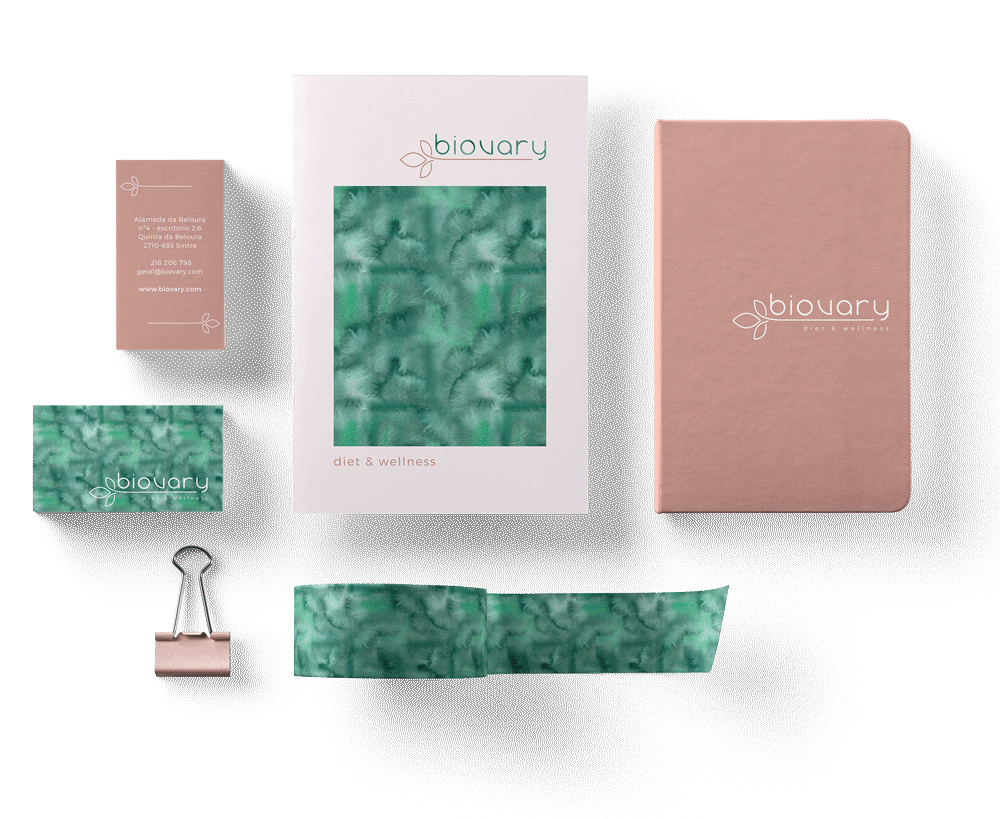 biovary
diet & wellness
Alameda da Beloura
nº4 - escritorio 2.6
Quinta da Beloura
2710-693 Sintra
218 206 798
geral@biovary.com
www.biovary.com
biovary
diet & wellness
biovary
diet & wellness